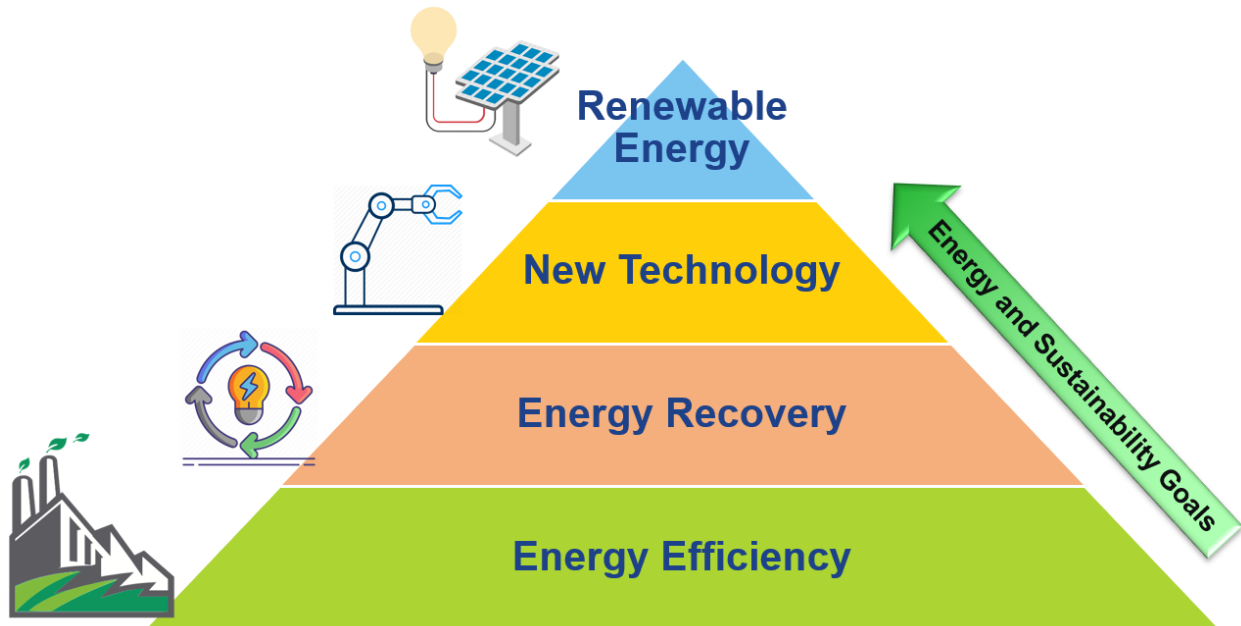 Renewable
Energy
New Technology
Energy Recovery
Energy Efficiency
Energy and Sustainability Goals